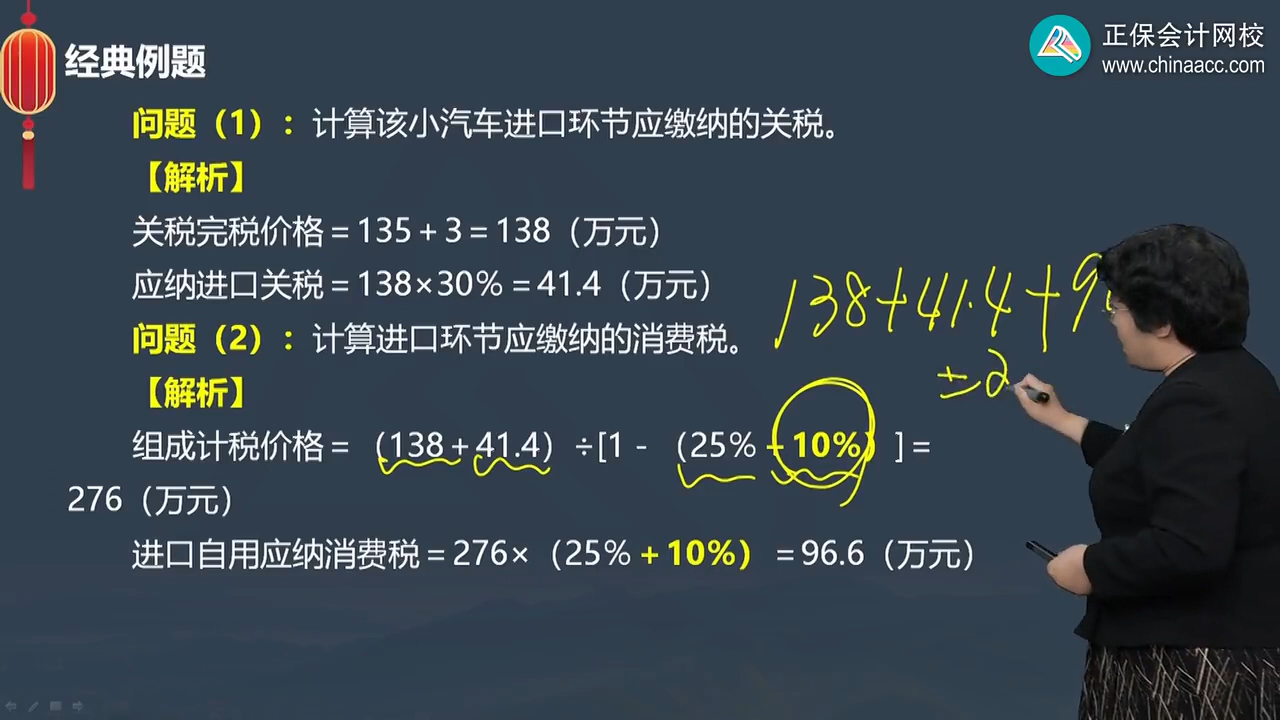 正保会计网校
www.chinaacc.com
经典例题
问题（1）：计算该小汽车进口环节应缴纳的关税。
【解析】
关税完税价格＝135＋3＝138（万元）
应纳进口关税＝138×30%＝41.4（万元）
138+41.4+9
问题（2）：计算进口环节应缴纳的消费税。
=2
【解析】
组成计税价格＝（138＋41.4）÷[1-（25%＋10%）]＝
276（万元）
进口自用应纳消费税＝276×（25%＋10%）＝96.6（万元）